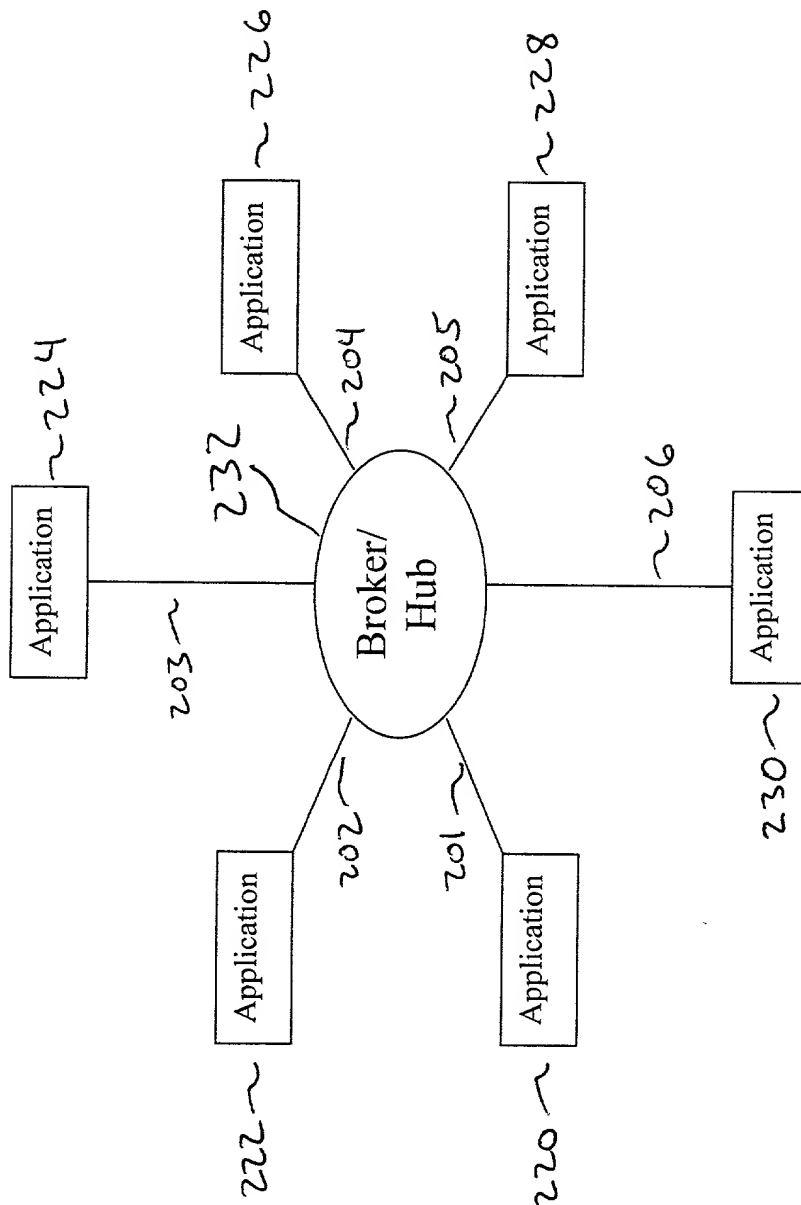 Application 224
203
232
222 Application
Application 226
202
204
Broker/
Hub
201
205
220 Application
Application 228
206
230 Application